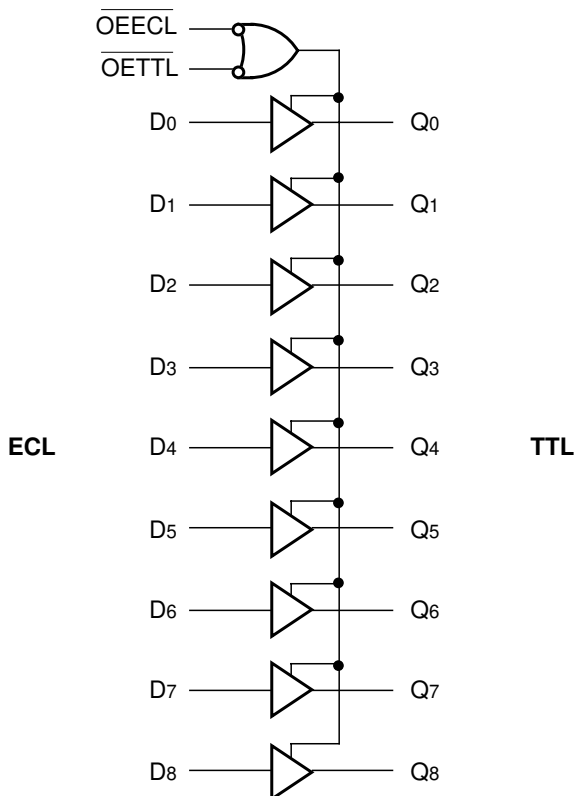 OEECL
OETTL
D0 Q0
D1 Q1
D2 Q2
D3 Q3
ECL D4 Q4 TTL
D5 Q5
D6 Q6
D7 Q7
D8 Q8